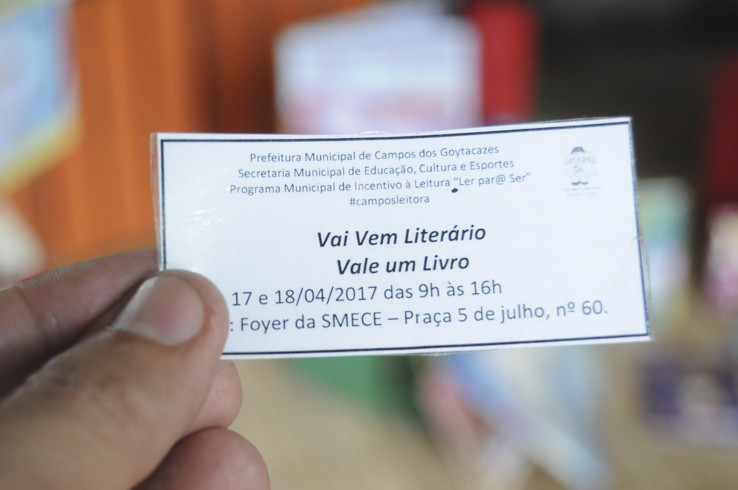 Prefeitura Municipal de Campos dos Goytacazes
Secretaria Municipal de Educação, Cultura e Esportes
Programa Municipal de Incentivo à Leitura "Ler par@ Ser"
#camposleitora
Vai Vem Literário
Vale um Livro
17 e 18/04/2017 das 9h às 16h
: Foyer da SMECE – Praça 5 de julho, nº 60.